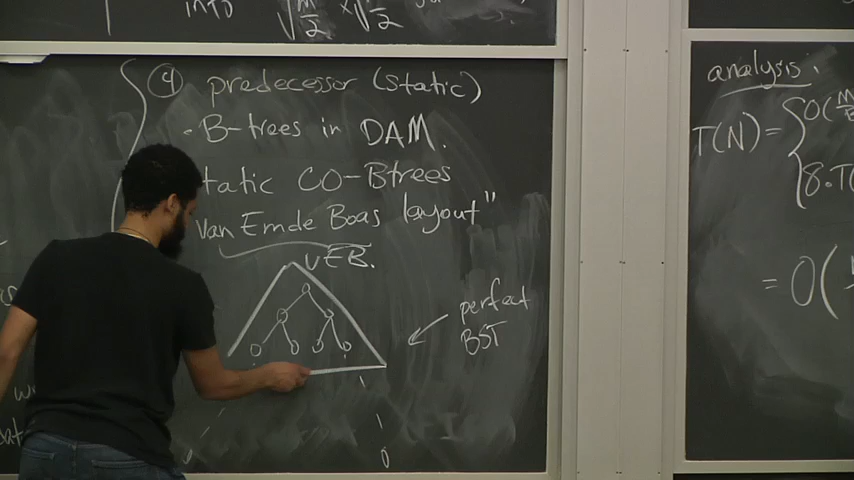 into √M/2 × √M/2
④ predecessor (static)
- B-trees in DAM.
tatic CO-Btrees
van Emde Boas layout"
vEB.
perfect
BST
analysis:
T(N) = { O(M/B
8·T(
= O(